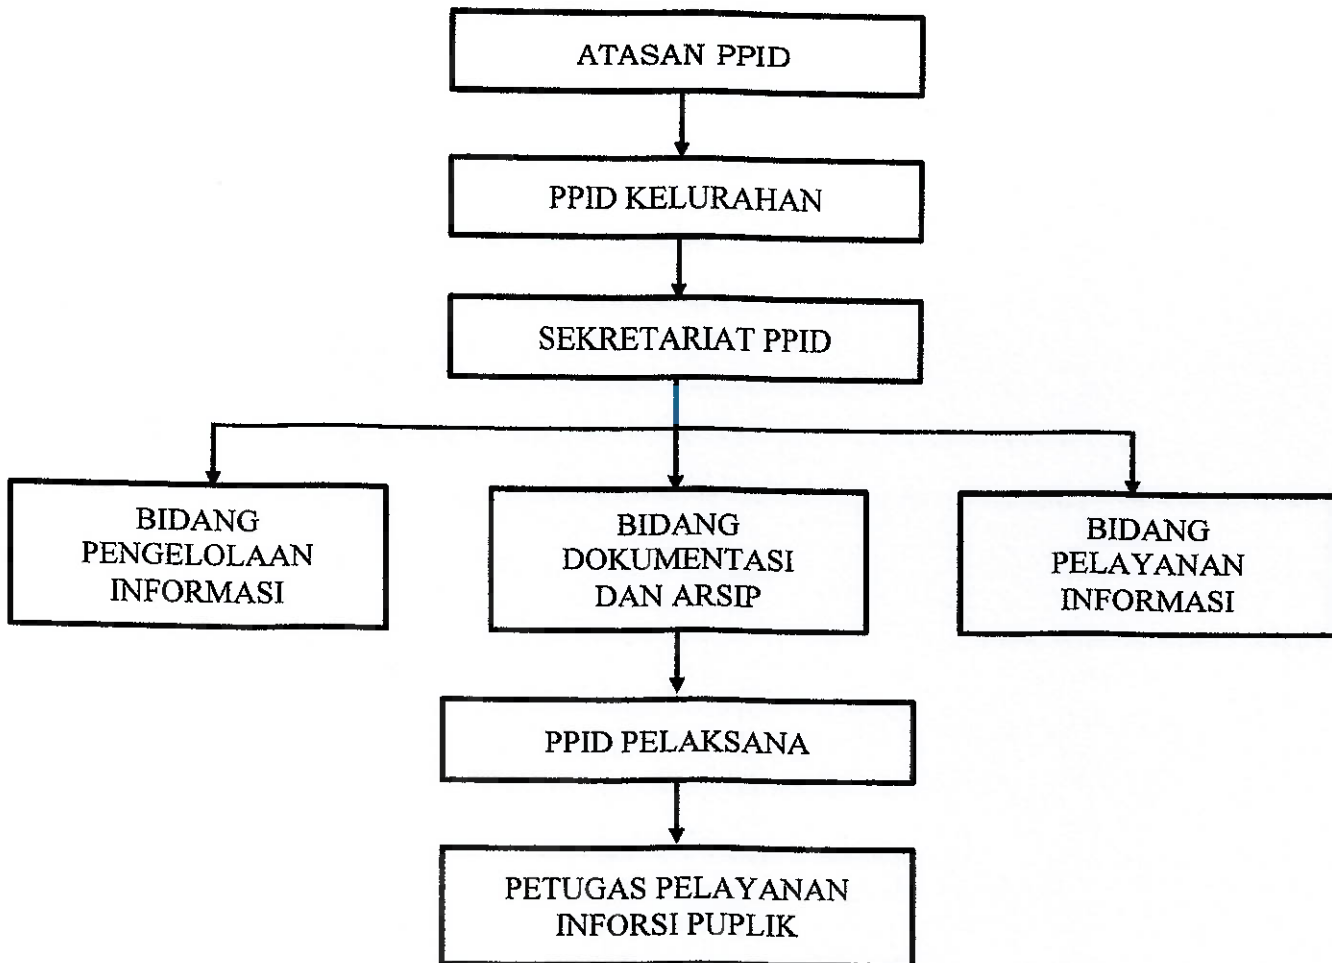 ATASAN PPID
PPID KELURAHAN
SEKRETARIAT PPID
BIDANG
PENGELOLAAN
INFORMASI
BIDANG
DOKUMENTASI
DAN ARSIP
BIDANG
PELAYANAN
INFORMASI
PPID PELAKSANA
PETUGAS PELAYANAN
INFORSI PUPLIK